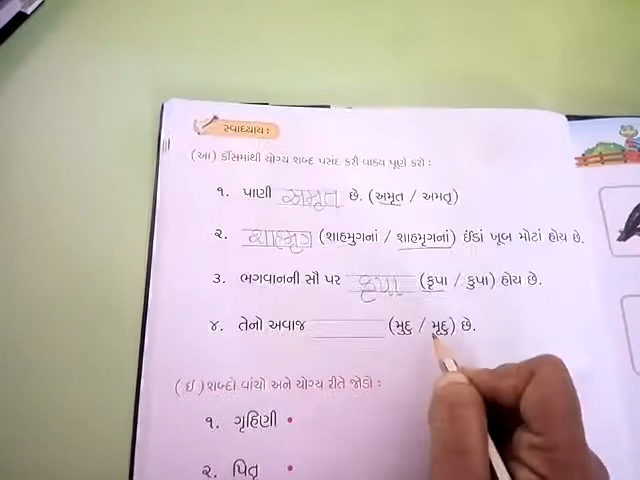 સ્વાધ્યાય :
(આ) કૌંસમાંથી યોગ્ય શબ્દ પસંદ કરી વાક્ય પૂર્ણ કરો :
૧. પાણી અમૃત છે. (અમૃત / અમતૃ)
૨. શાહમૃગ (શાહમુગનાં / શાહમૃગનાં) ઈંડાં ખૂબ મોટાં હોય છે.
૩. ભગવાનની સૌ પર કૃપા (કૃપા / કુપા) હોય છે.
૪. તેનો અવાજ (મુદુ / મૃદુ) છે.
(ઇ) શબ્દો વાંચો અને યોગ્ય રીતે જોડો :
૧. ગૃહિણી
૨. પિતૃ